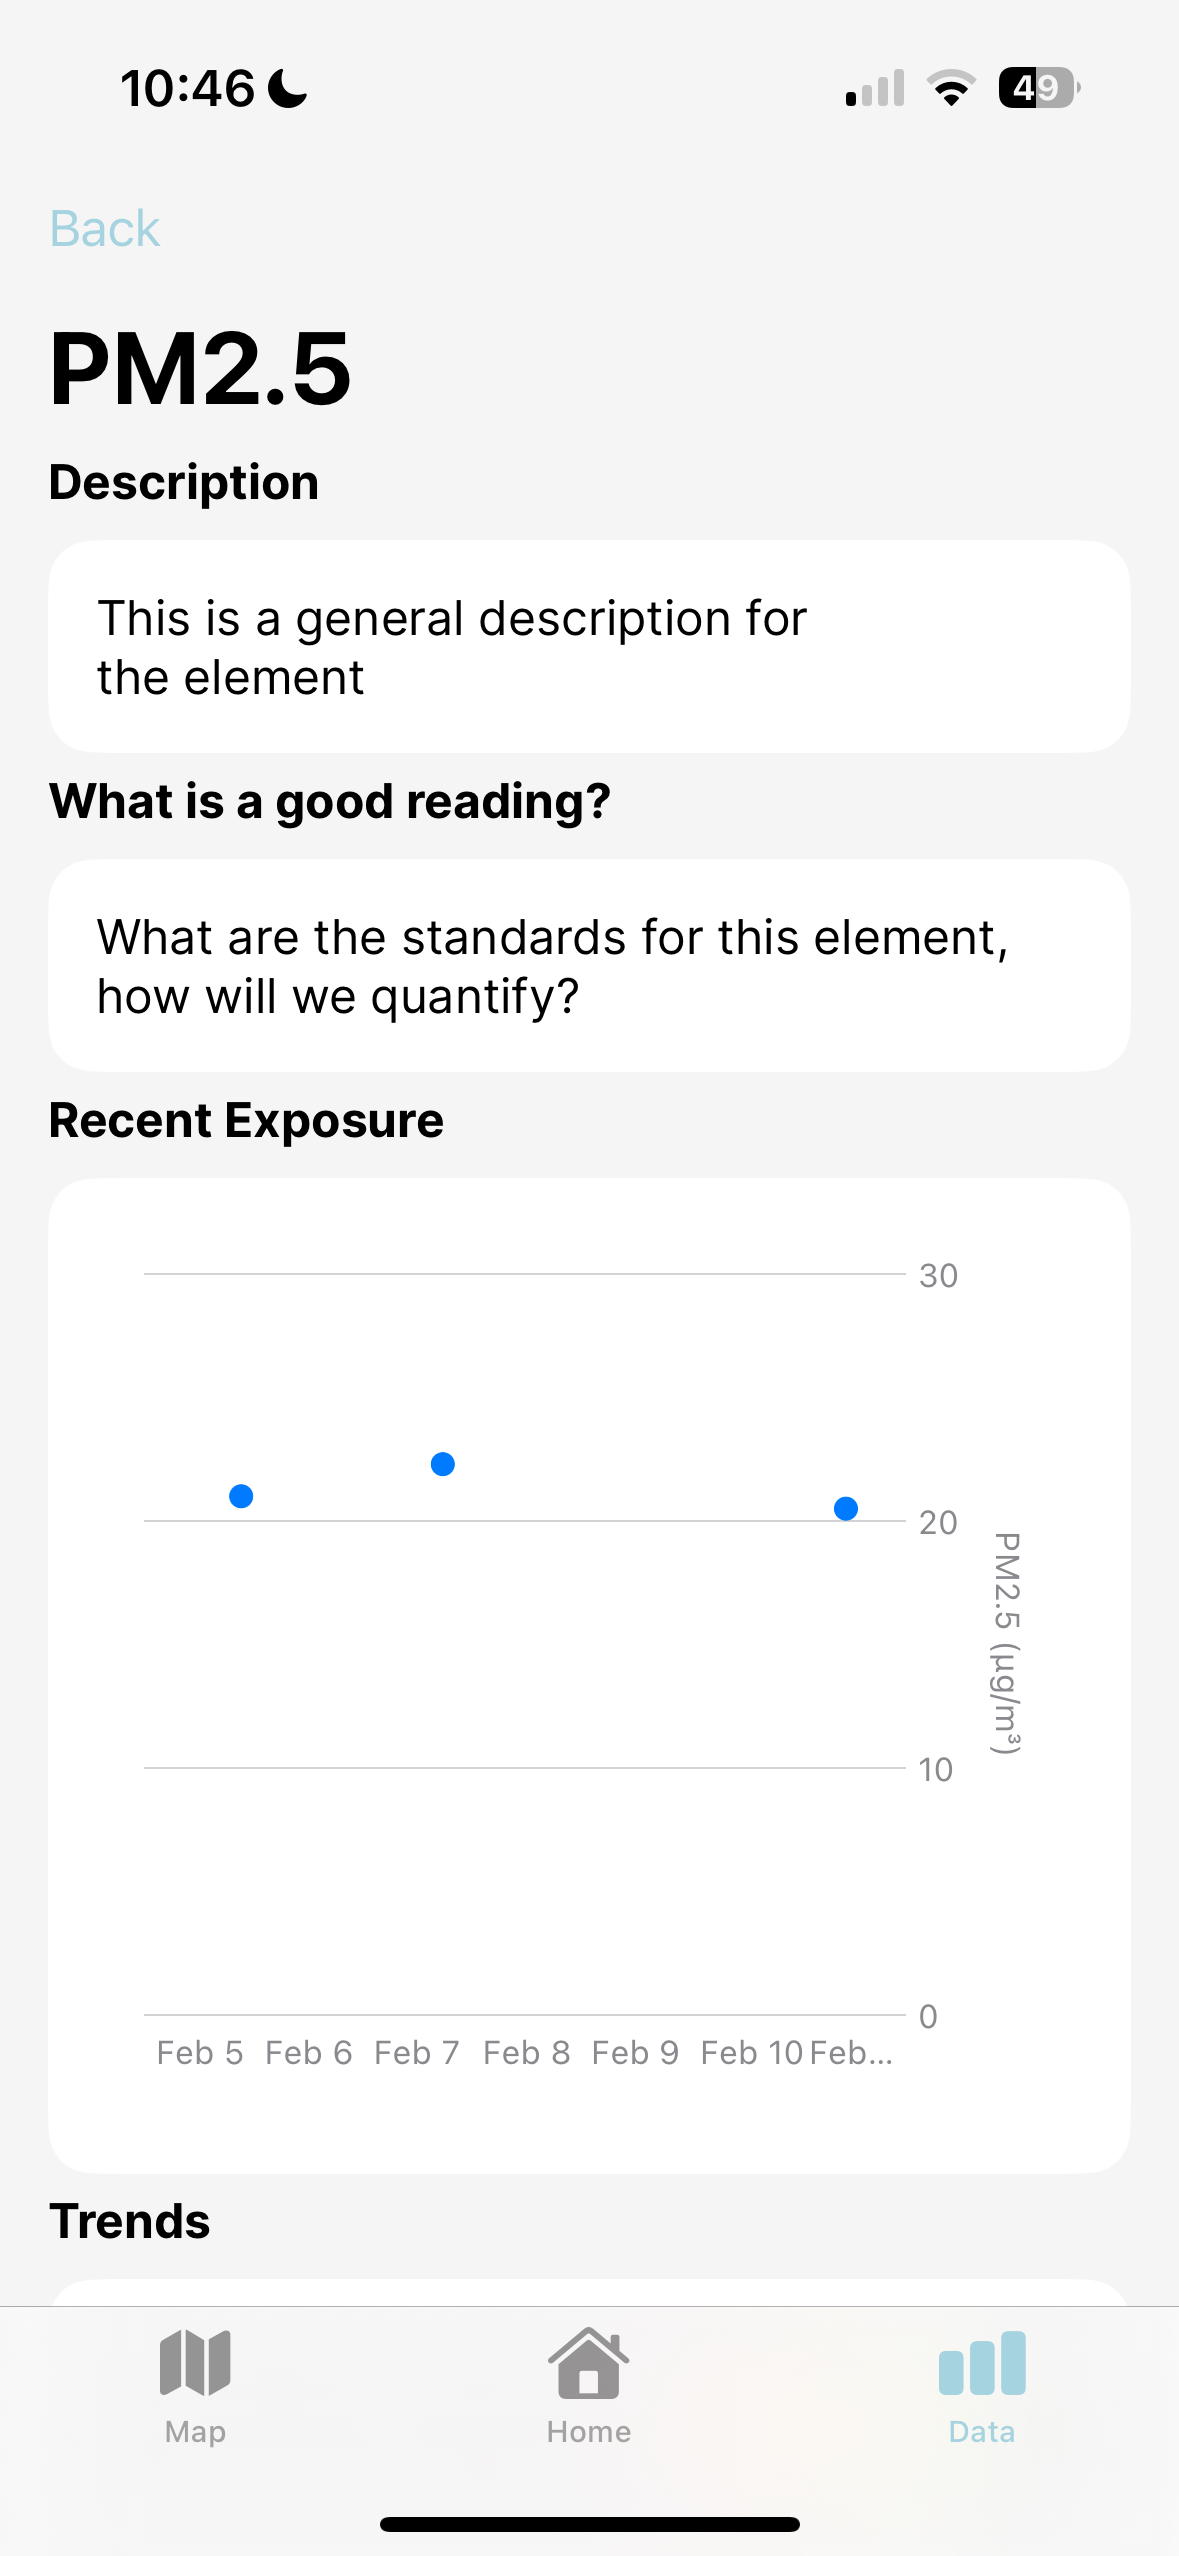 10:46
49
Back
PM2.5
Description
This is a general description for
the element
What is a good reading?
What are the standards for this element,
how will we quantify?
Recent Exposure
30
20
PM2.5 (µg/m³)
10
0
Feb 5 Feb 6 Feb 7 Feb 8 Feb 9 Feb 10 Feb...
Trends
Map Home Data